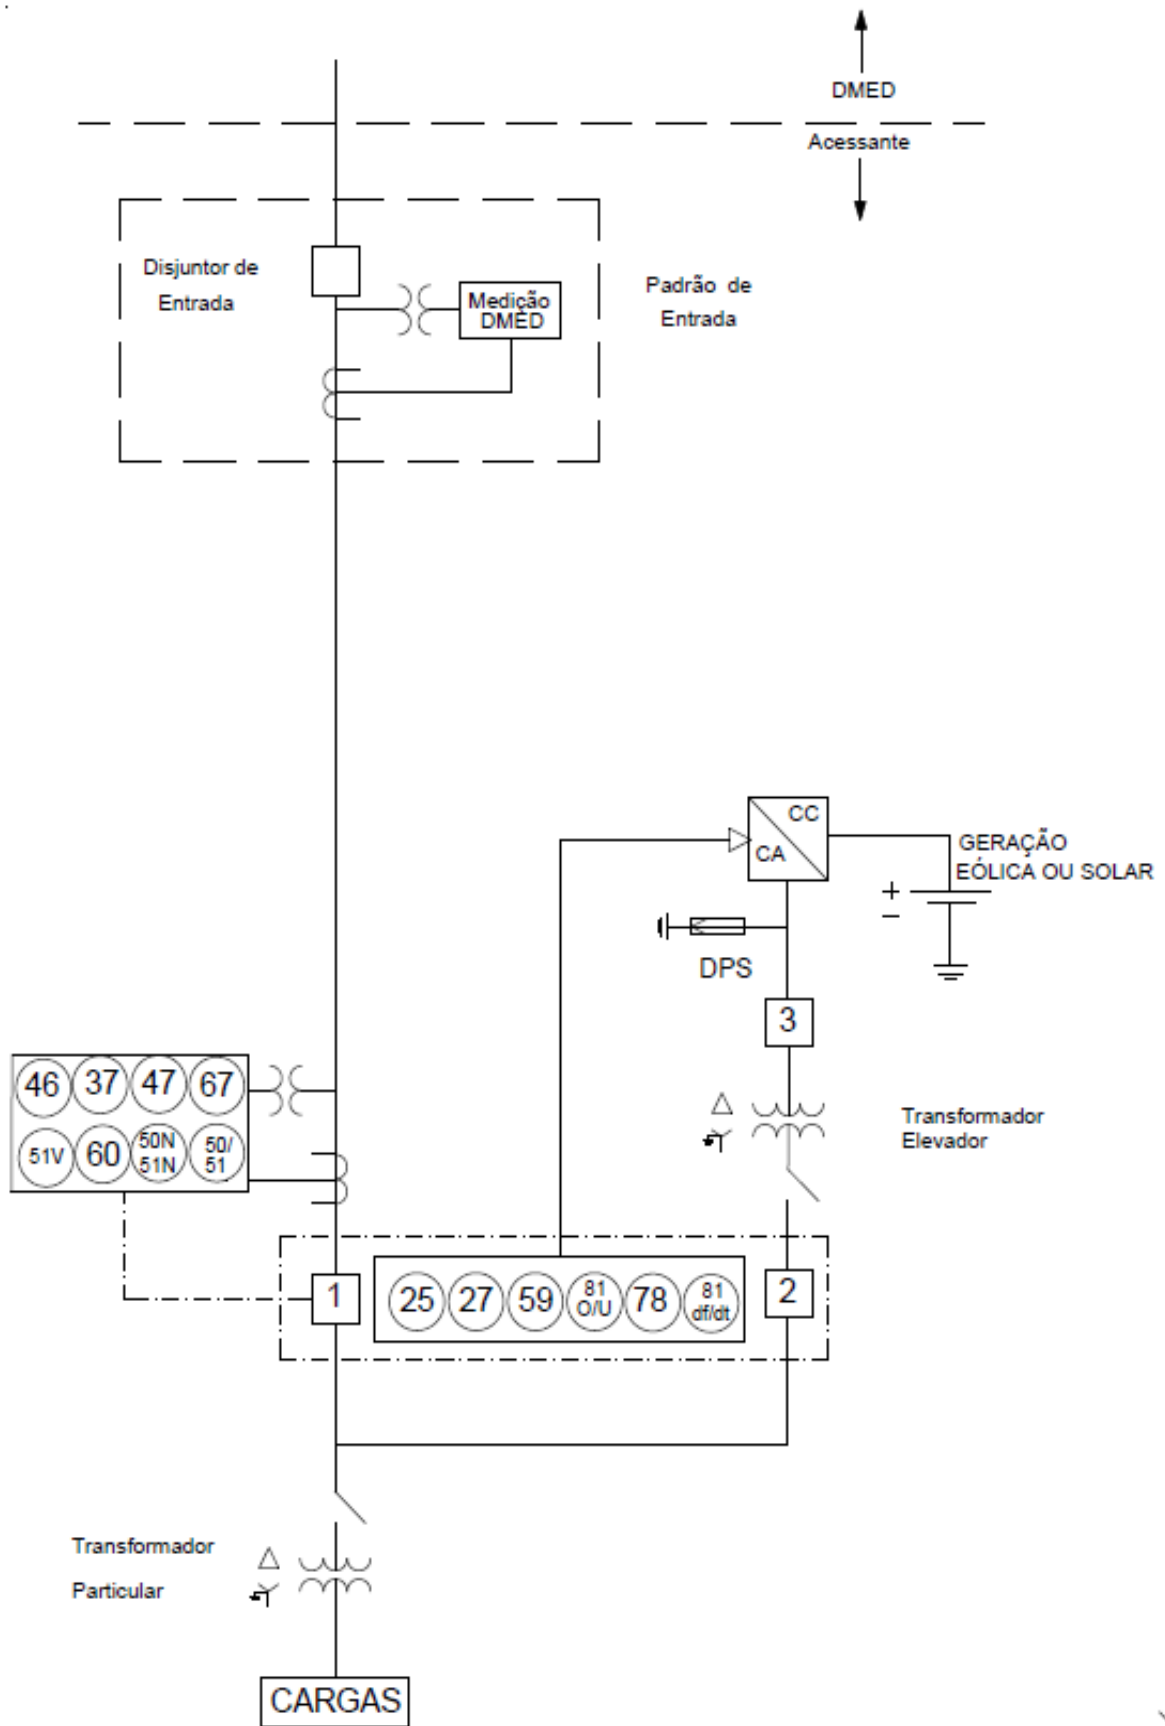 DMED
Acessante
Disjuntor de
Entrada
Medição
DMED
Padrão de
Entrada
CC
CA
GERAÇÃO
EÓLICA OU SOLAR
+
−
DPS
3
46 37 47 67
51V 60 50N 51N 50/ 51
Transformador
Elevador
1
25 27 59 81 O/U 78 81 df/dt
2
Transformador
Particular
CARGAS